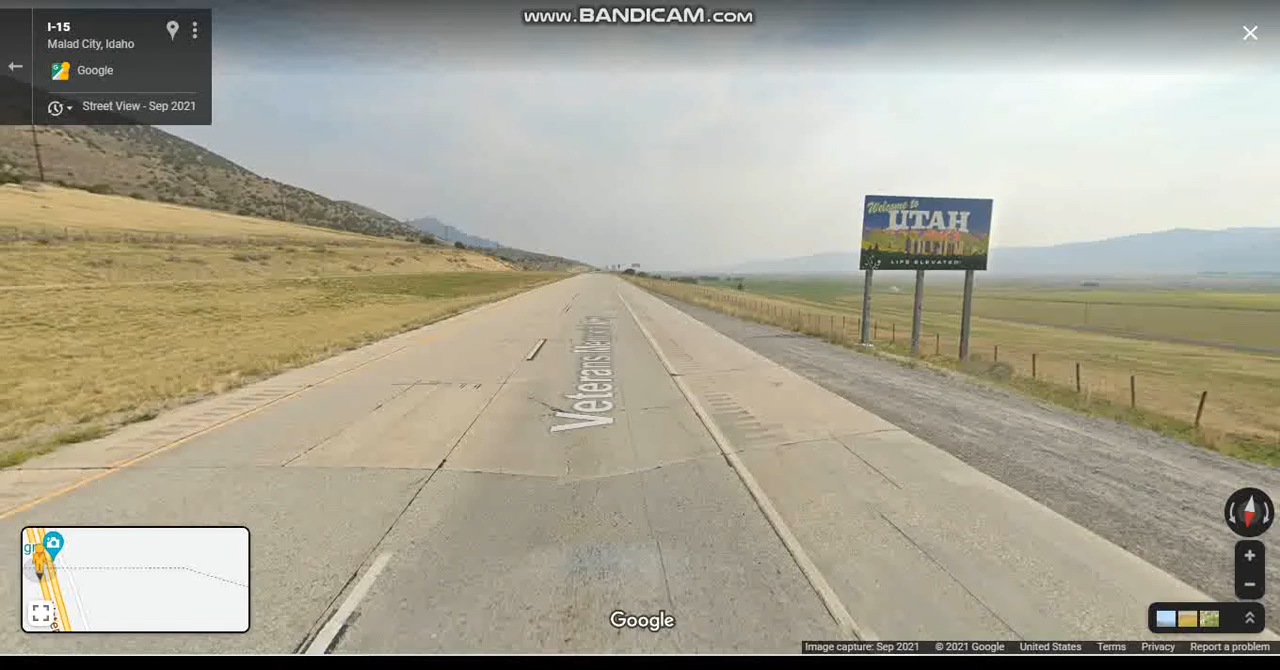 www.BANDICAM.com
I-15
Malad City, Idaho
Google
Street View - Sep 2021
Welcome to
UTAH
LIFE ELEVATED
Veterans Memorial
Google
Image capture: Sep 2021 © 2021 Google United States Terms Privacy Report a problem